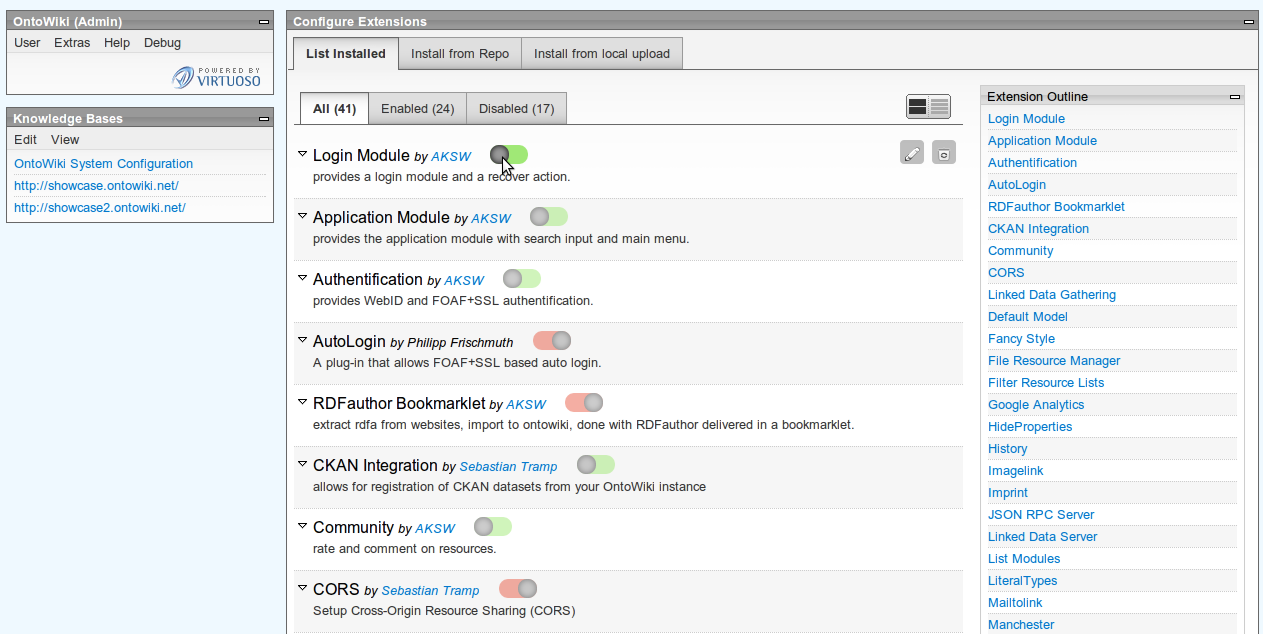 OntoWiki (Admin)
User Extras Help Debug
POWERED BY
VIRTUOSO
Knowledge Bases
Edit View
OntoWiki System Configuration
http://showcase.ontowiki.net/
http://showcase2.ontowiki.net/
Configure Extensions
List Installed Install from Repo Install from local upload
All (41) Enabled (24) Disabled (17)
Login Module by AKSW
provides a login module and a recover action.
Application Module by AKSW
provides the application module with search input and main menu.
Authentification by AKSW
provides WebID and FOAF+SSL authentification.
AutoLogin by Philipp Frischmuth
A plug-in that allows FOAF+SSL based auto login.
RDFauthor Bookmarklet by AKSW
extract rdfa from websites, import to ontowiki, done with RDFauthor delivered in a bookmarklet.
CKAN Integration by Sebastian Tramp
allows for registration of CKAN datasets from your OntoWiki instance
Community by AKSW
rate and comment on resources.
CORS by Sebastian Tramp
Setup Cross-Origin Resource Sharing (CORS)
Extension Outline
Login Module
Application Module
Authentification
AutoLogin
RDFauthor Bookmarklet
CKAN Integration
Community
CORS
Linked Data Gathering
Default Model
Fancy Style
File Resource Manager
Filter Resource Lists
Google Analytics
HideProperties
History
Imagelink
Imprint
JSON RPC Server
Linked Data Server
List Modules
LiteralTypes
Mailtolink
Manchester